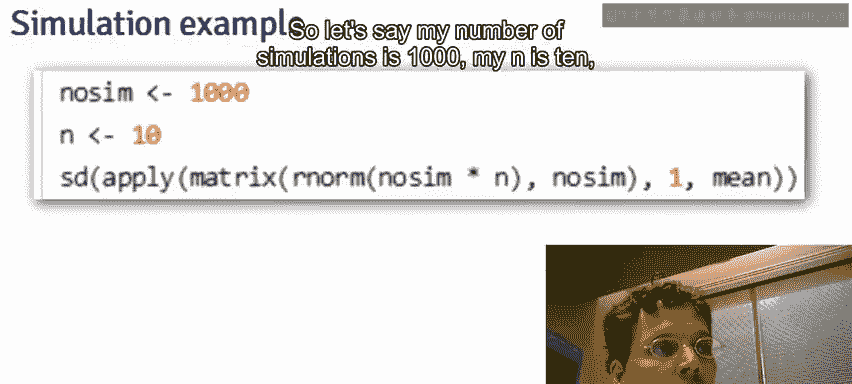 Simulation example
So let's say my number of
simulations is 1000, my n is ten,
nosim <- 1000
n <- 10
sd(apply(matrix(rnorm(nosim * n), nosim), 1, mean))